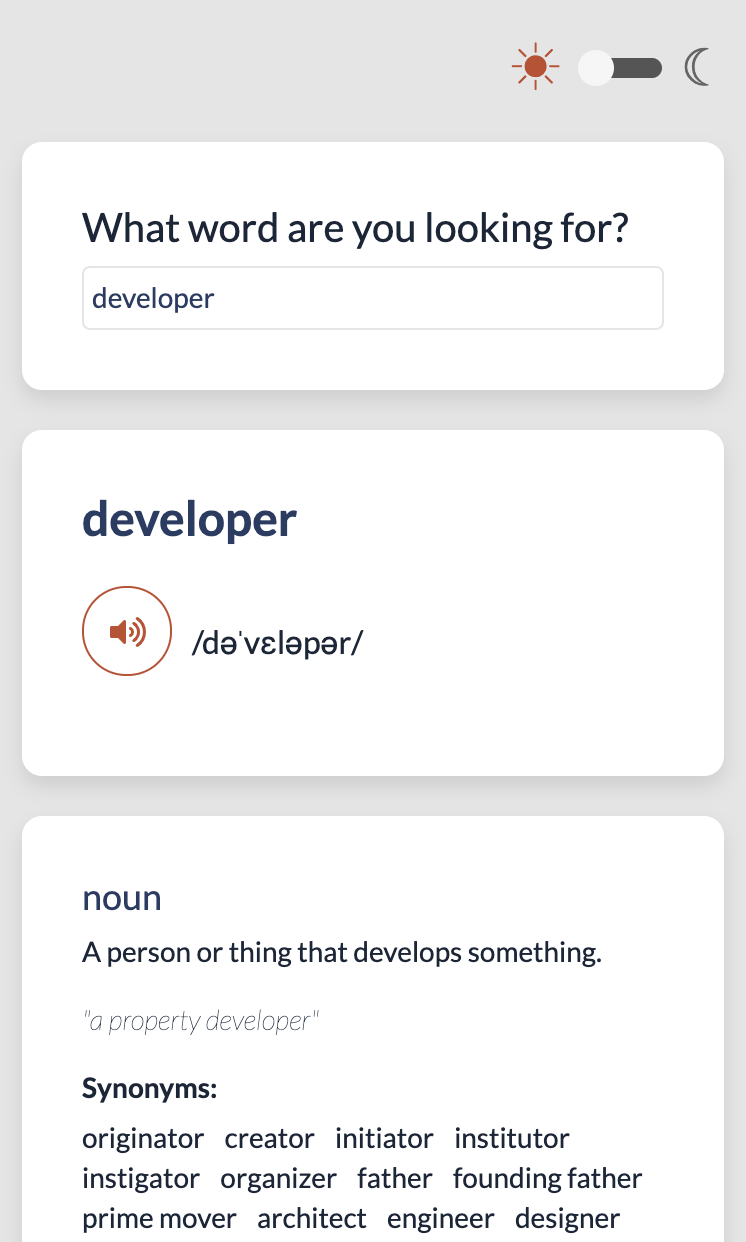 What word are you looking for?
developer
developer
/dəˈvɛləpər/
noun
A person or thing that develops something.
"a property developer"
Synonyms:
originator creator initiator institutor
instigator organizer father founding father
prime mover architect engineer designer